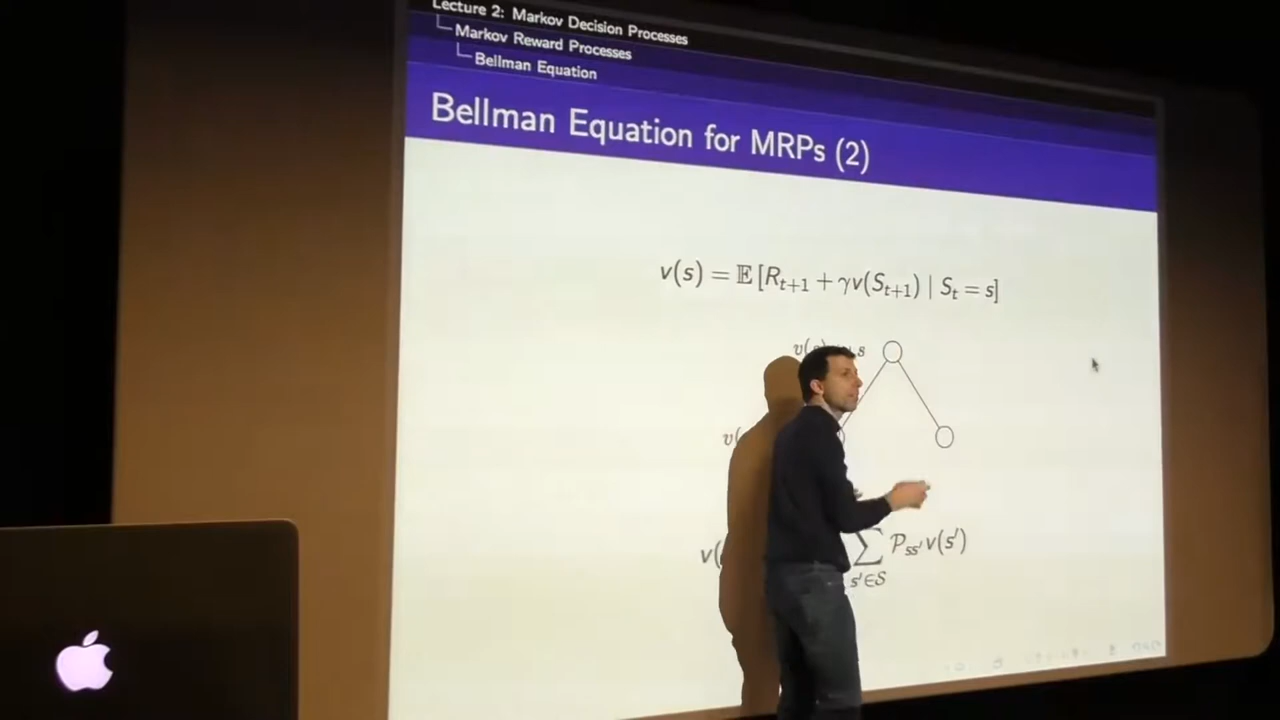 Lecture 2: Markov Decision Processes
Markov Reward Processes
Bellman Equation
Bellman Equation for MRPs (2)
v(s) = 𝔼 [R_{t+1} + γv(S_{t+1}) | S_t = s]
v( s
v(
v( ∑ 𝒫_{ss'} v(s')
s'∈𝒮